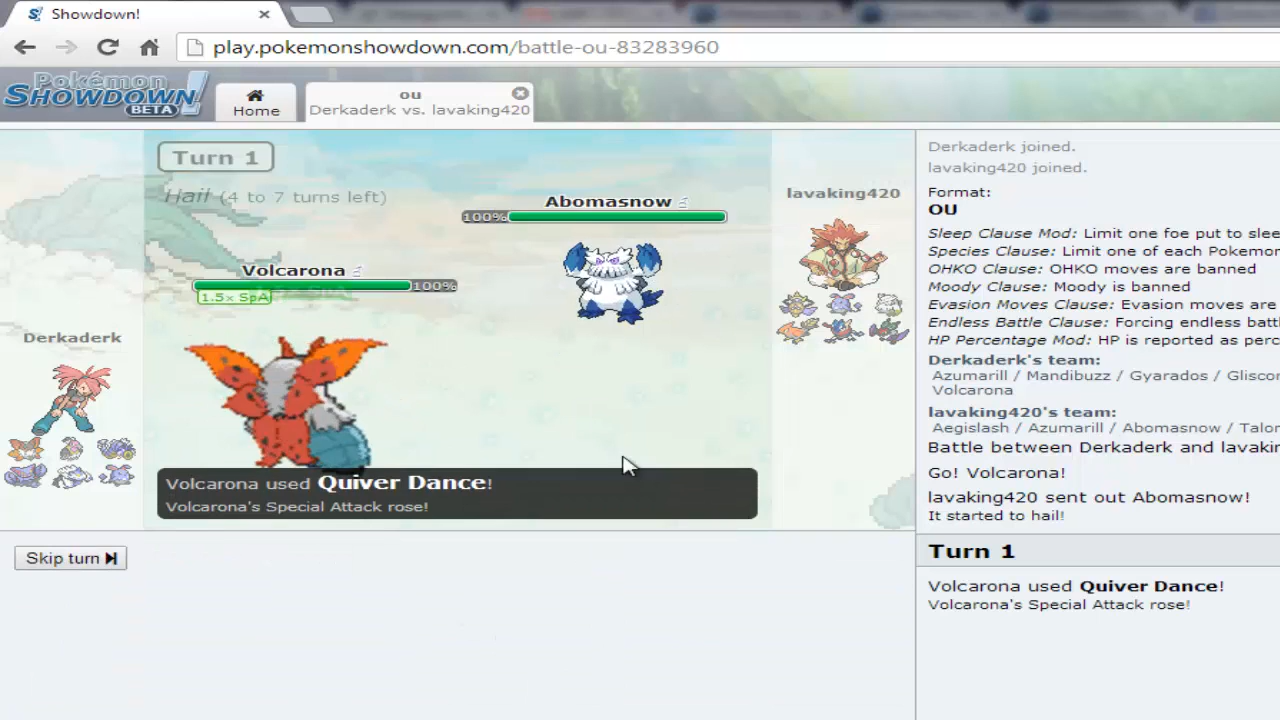 Showdown!
play.pokemonshowdown.com/battle-ou-83283960
Pokémon
SHOWDOWN!
BETA
Home
ou
Derkaderk vs. lavaking420
Turn 1
Hail (4 to 7 turns left)
Abomasnow
100%
Volcarona
100%
1.5x SpA
Derkaderk
lavaking420
Volcarona used Quiver Dance!
Volcarona's Special Attack rose!
Skip turn
Derkaderk joined.
lavaking420 joined.
Format:
OU
Sleep Clause Mod: Limit one foe put to slee
Species Clause: Limit one of each Pokemon
OHKO Clause: OHKO moves are banned
Moody Clause: Moody is banned
Evasion Moves Clause: Evasion moves are
Endless Battle Clause: Forcing endless batt
HP Percentage Mod: HP is reported as perc
Derkaderk's team:
Azumarill / Mandibuzz / Gyarados / Glisco
Volcarona
lavaking420's team:
Aegislash / Azumarill / Abomasnow / Talon
Battle between Derkaderk and lavakin
Go! Volcarona!
lavaking420 sent out Abomasnow!
It started to hail!
Turn 1
Volcarona used Quiver Dance!
Volcarona's Special Attack rose!